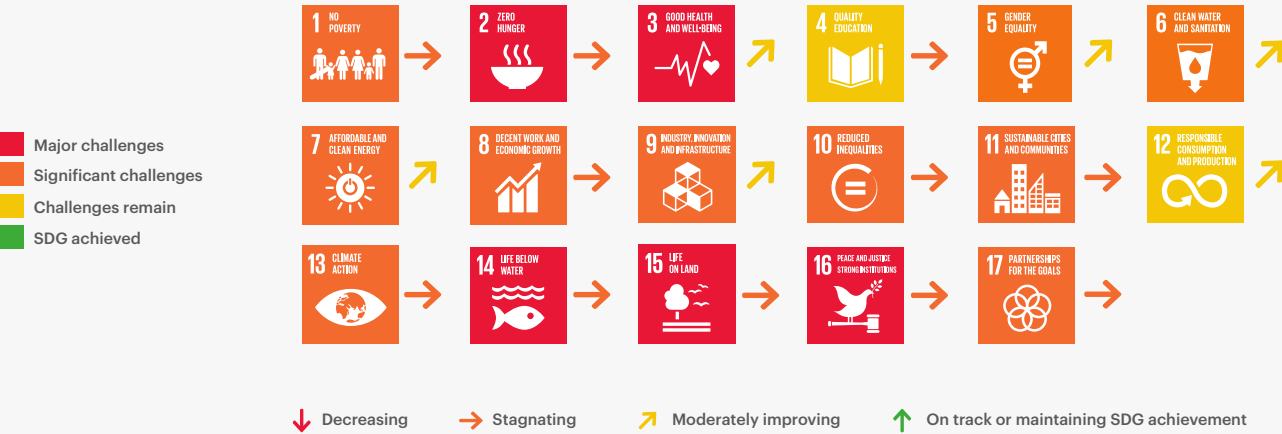 1 NO
POVERTY
2 ZERO
HUNGER
3 GOOD HEALTH
AND WELL-BEING
4 QUALITY
EDUCATION
5 GENDER
EQUALITY
6 CLEAN WATER
AND SANITATION
7 AFFORDABLE AND
CLEAN ENERGY
8 DECENT WORK AND
ECONOMIC GROWTH
9 INDUSTRY, INNOVATION
AND INFRASTRUCTURE
10 REDUCED
INEQUALITIES
11 SUSTAINABLE CITIES
AND COMMUNITIES
12 RESPONSIBLE
CONSUMPTION
AND PRODUCTION
Major challenges
Significant challenges
Challenges remain
SDG achieved
13 CLIMATE
ACTION
14 LIFE BELOW
WATER
15 LIFE
ON LAND
16 PEACE AND JUSTICE
STRONG INSTITUTIONS
17 PARTNERSHIPS
FOR THE GOALS
Decreasing
Stagnating
Moderately improving
On track or maintaining SDG achievement